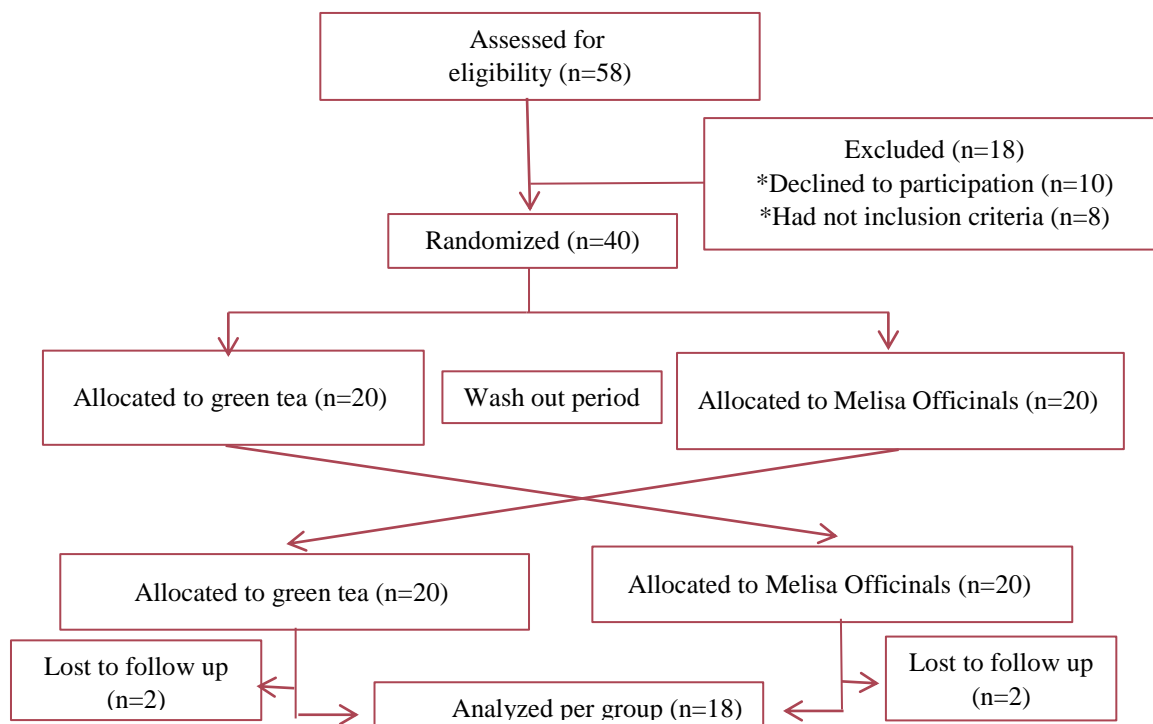 Assessed for
eligibility (n=58)
Excluded (n=18)
*Declined to participation (n=10)
*Had not inclusion criteria (n=8)
Randomized (n=40)
Allocated to green tea (n=20)
Wash out period
Allocated to Melisa Officinals (n=20)
Allocated to green tea (n=20)
Allocated to Melisa Officinals (n=20)
Lost to follow up
(n=2)
Lost to follow up
(n=2)
Analyzed per group (n=18)